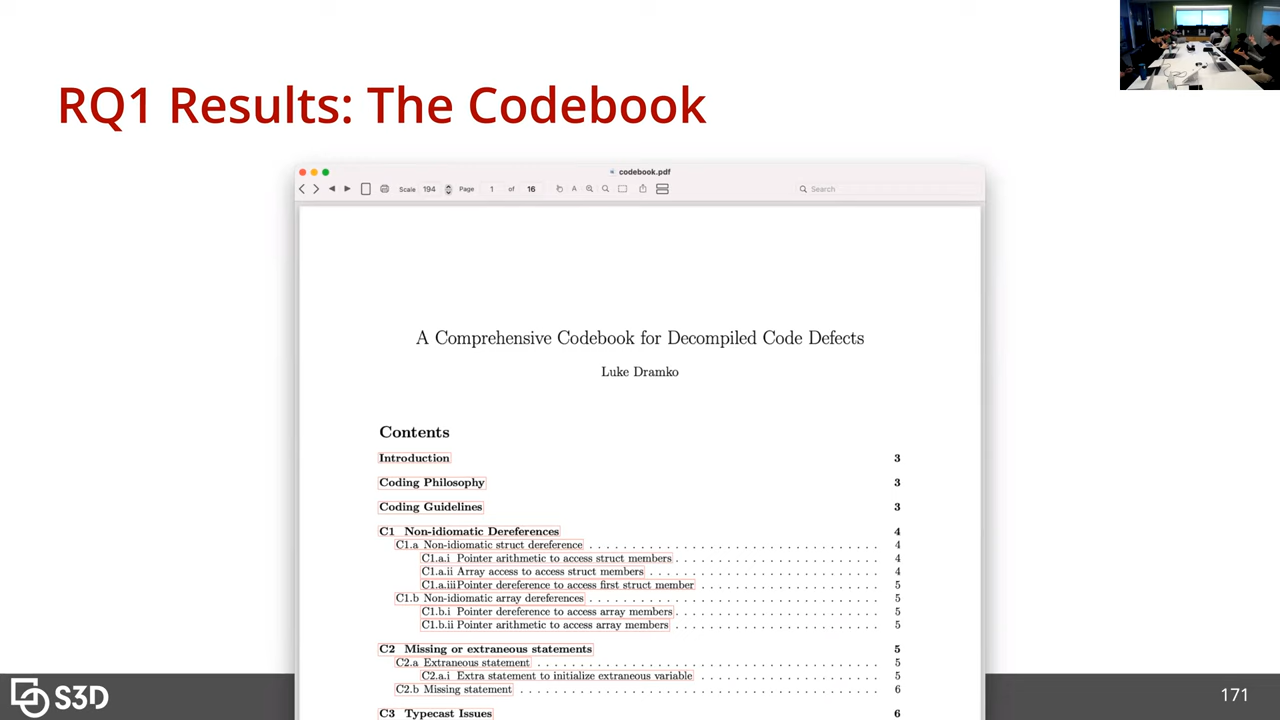 RQ1 Results: The Codebook
codebook.pdf
Scale 194 Page 1 of 16 A Search
A Comprehensive Codebook for Decompiled Code Defects
Luke Dramko
Contents
Introduction 3
Coding Philosophy 3
Coding Guidelines 3
C1 Non-idiomatic Dereferences 4
C1.a Non-idiomatic struct dereference . . . . . . . . . . . . . . . . . . . . . . 4
C1.a.i Pointer arithmetic to access struct members . . . . . . . . . . . . . . . 4
C1.a.ii Array access to access struct members . . . . . . . . . . . . . . . . . 4
C1.a.iii Pointer dereference to access first struct member . . . . . . . . . . . . . 5
C1.b Non-idiomatic array dereferences . . . . . . . . . . . . . . . . . . . . . . 5
C1.b.i Pointer dereference to access array members . . . . . . . . . . . . . . . 5
C1.b.ii Pointer arithmetic to access array members . . . . . . . . . . . . . . . 5
C2 Missing or extraneous statements 5
C2.a Extraneous statement . . . . . . . . . . . . . . . . . . . . . . . . . . 5
C2.a.i Extra statement to initialize extraneous variable . . . . . . . . . . . . . 5
C2.b Missing statement . . . . . . . . . . . . . . . . . . . . . . . . . . . 6
C3 Typecast Issues 6
S3D
171